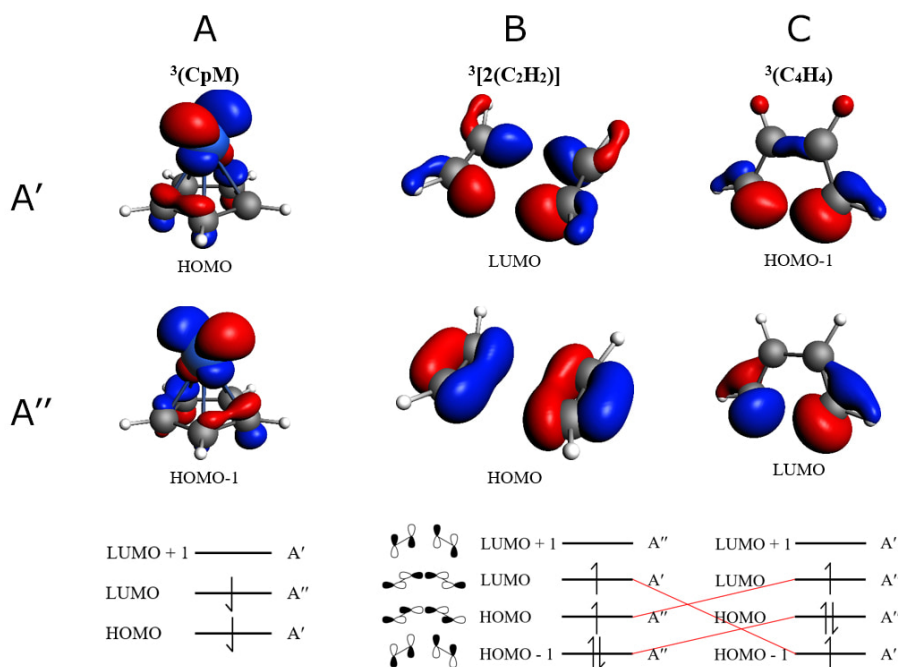 A B C
³(CpM) ³[2(C₂H₂)] ³(C₄H₄)
A′
HOMO LUMO HOMO-1
A″
HOMO-1 HOMO LUMO
LUMO + 1 A′
LUMO A″
HOMO A′
LUMO + 1 A″
LUMO A′
HOMO A″
HOMO - 1 A″
LUMO + 1 A′
LUMO A′
HOMO A′
HOMO - 1 A′